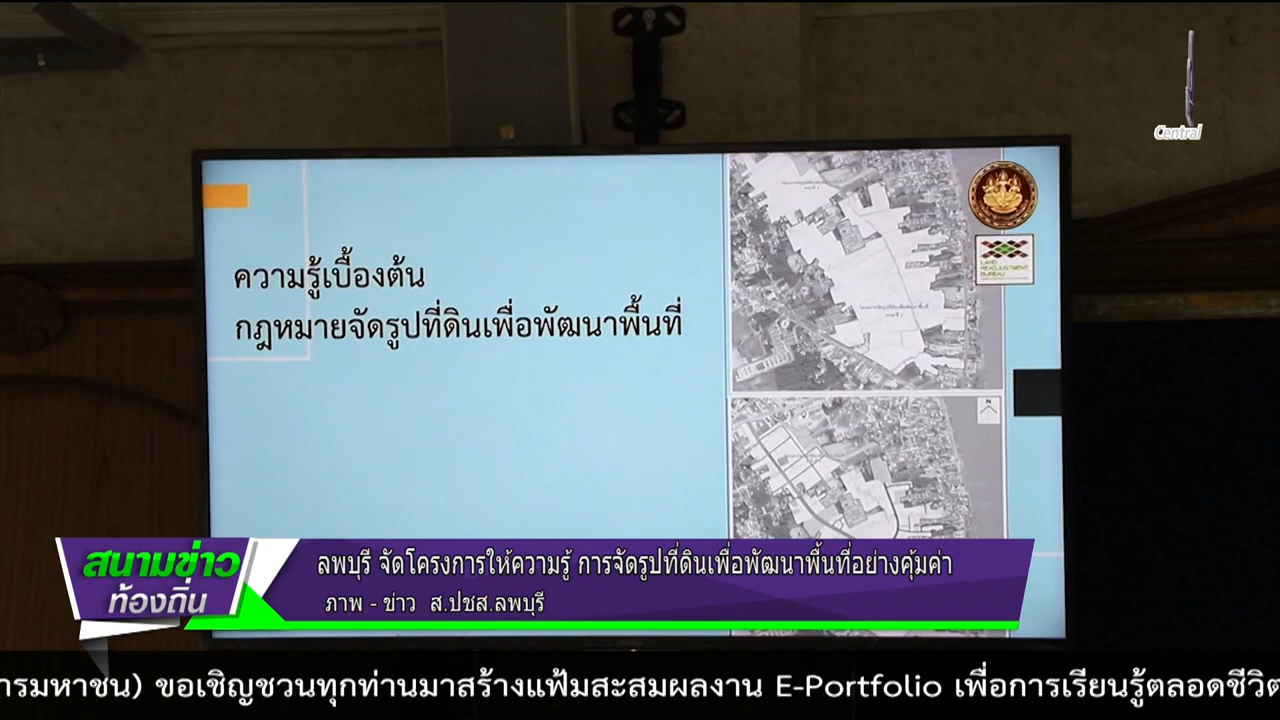 Central
ความรู้เบื้องต้น
กฎหมายจัดรูปที่ดินเพื่อพัฒนาพื้นที่
LAND
READJUSTMENT
BUREAU
N
สนามข่าว
ท้องถิ่น
ลพบุรี จัดโครงการให้ความรู้ การจัดรูปที่ดินเพื่อพัฒนาพื้นที่อย่างคุ้มค่า
ภาพ - ข่าว ส.ปชส.ลพบุรี
ารมหาชน) ขอเชิญชวนทุกท่านมาสร้างแฟ้มสะสมผลงาน E-Portfolio เพื่อการเรียนรู้ตลอดชีวิต